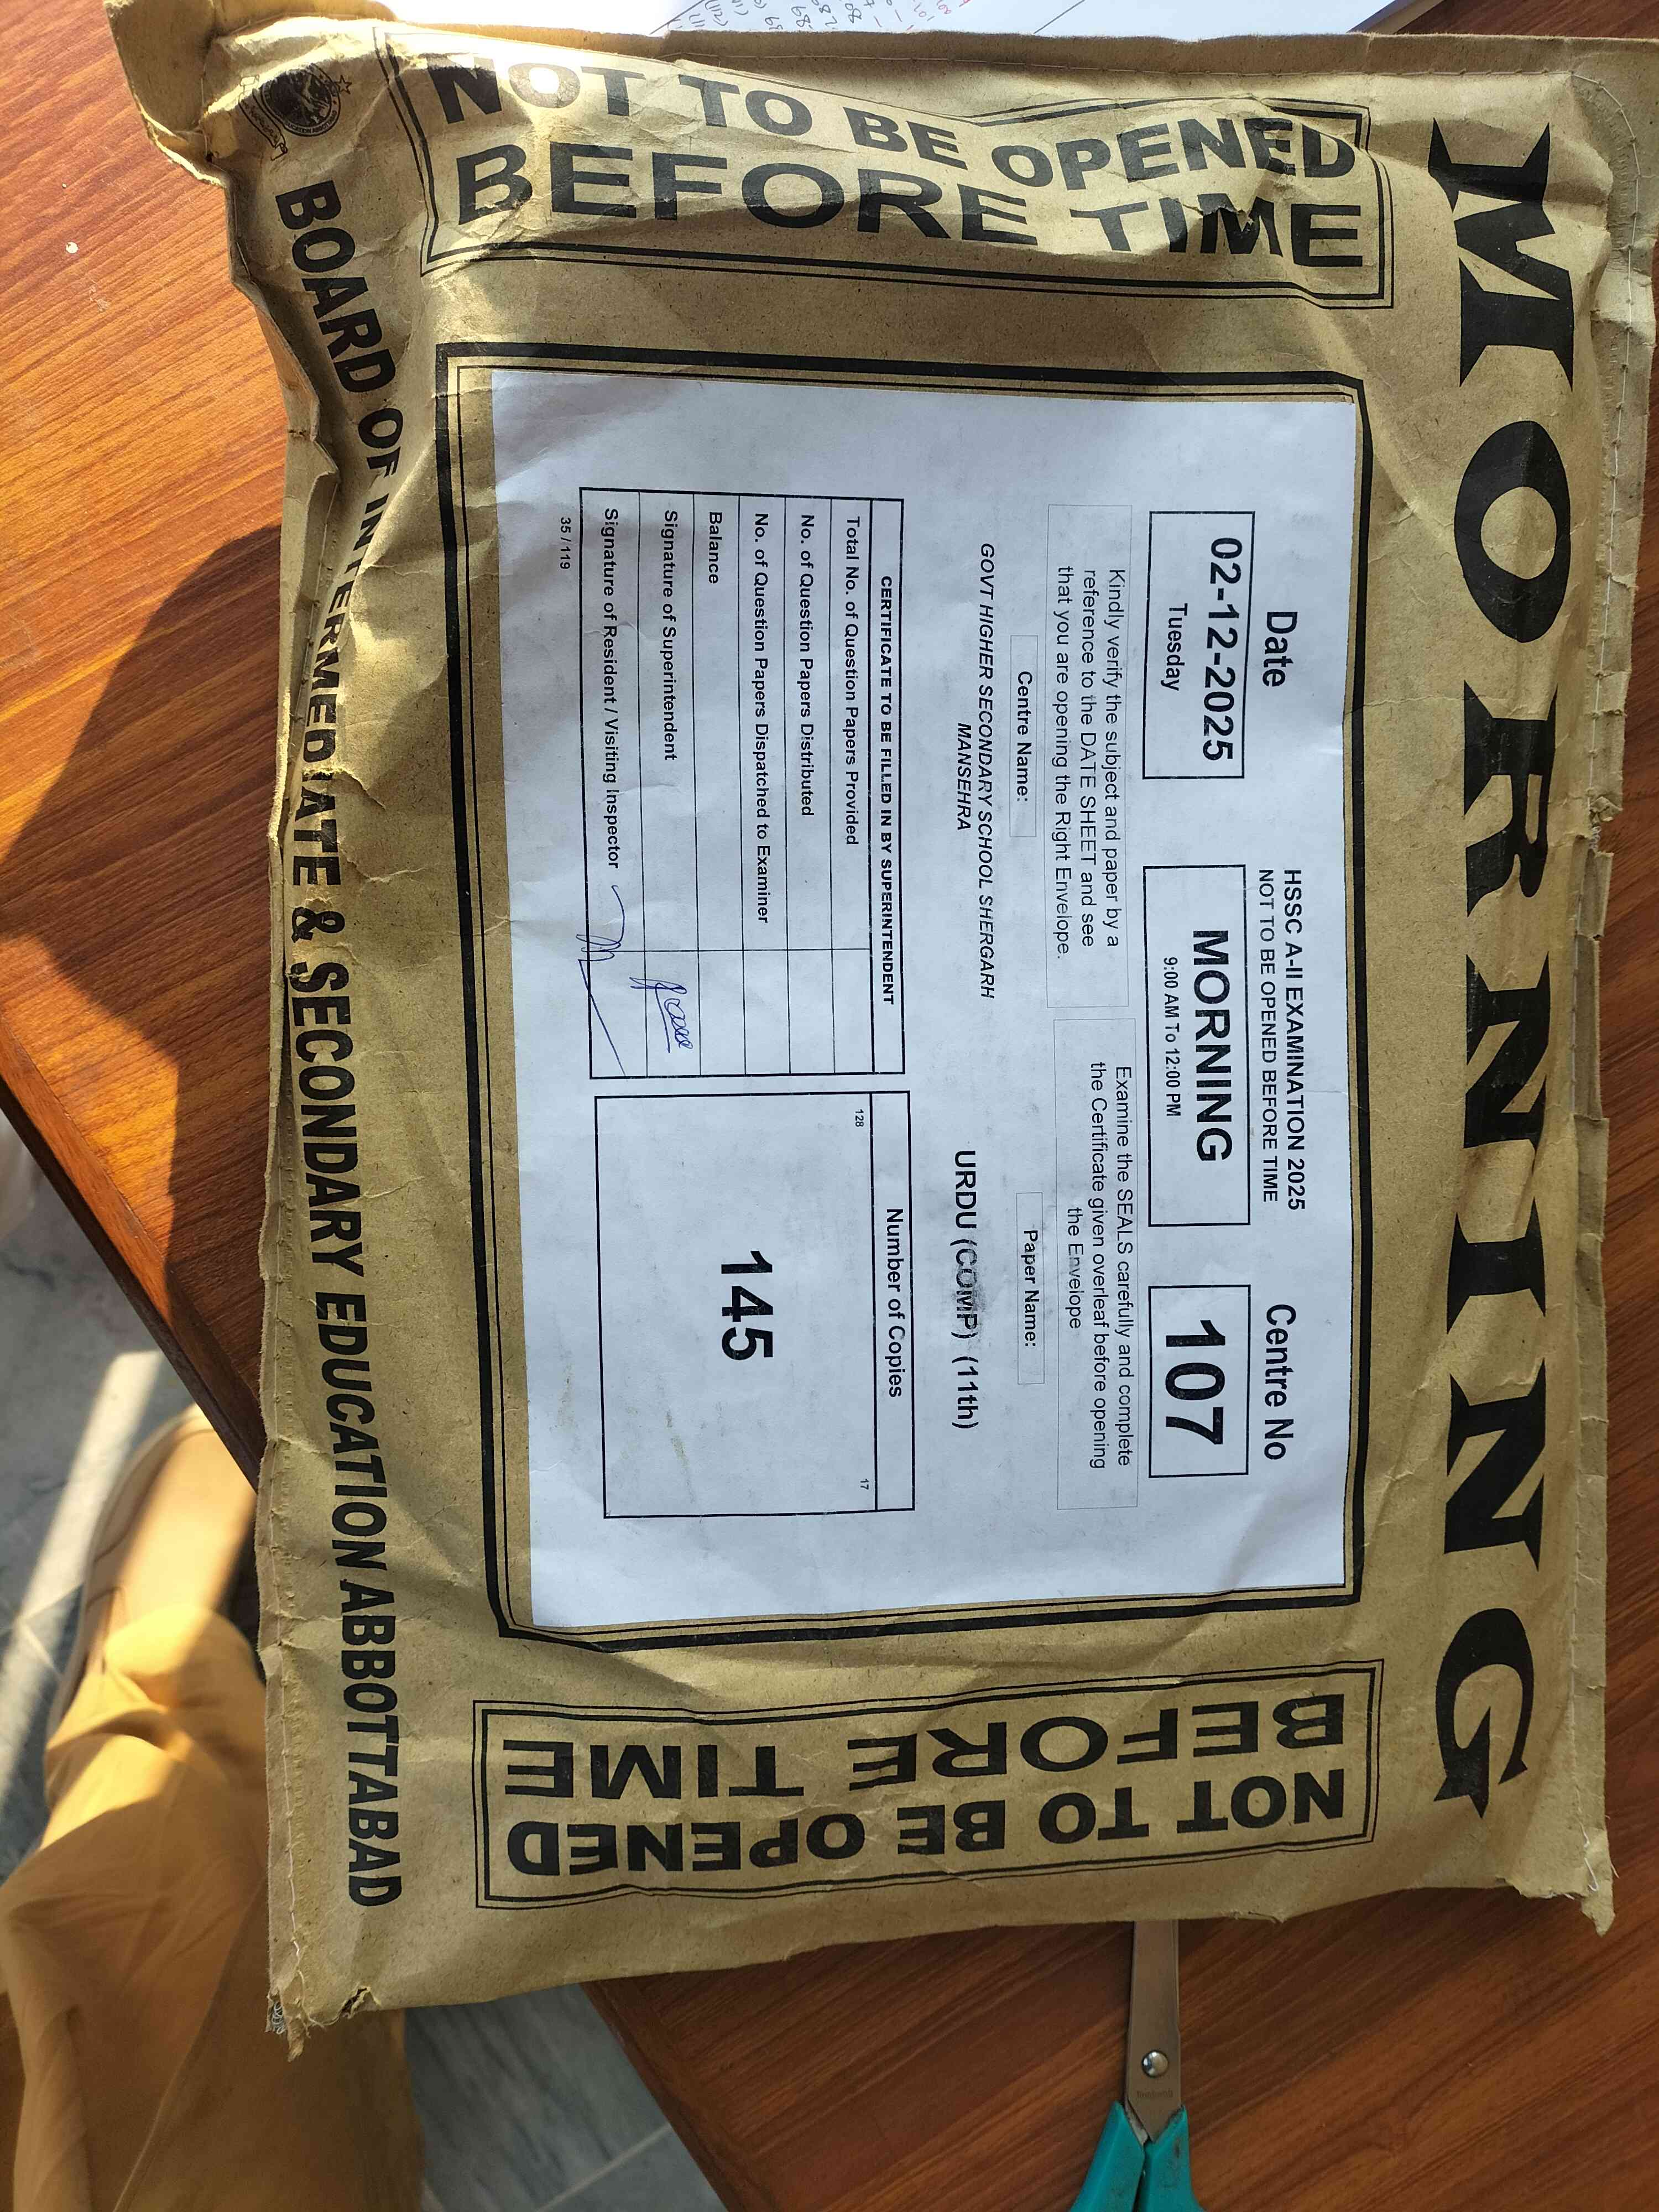 MORNING
NOT TO BE OPENED
BEFORE TIME
Date
02-12-2025
Tuesday
HSSC A-II EXAMINATION 2025
NOT TO BE OPENED BEFORE TIME
MORNING
9:00 AM To 12:00 PM
Centre No
107
Kindly verify the subject and paper by a
reference to the DATE SHEET and see
that you are opening the Right Envelope.
Examine the SEALS carefully and complete
the Certificate given overleaf before opening
the Envelope
Centre Name:
GOVT HIGHER SECONDARY SCHOOL SHERGARH
MANSEHRA
Paper Name:
URDU (COMP) (11th)
CERTIFICATE TO BE FILLED IN BY SUPERINTENDENT
Total No. of Question Papers Provided
No. of Question Papers Distributed
No. of Question Papers Dispatched to Examiner
Balance
Signature of Superintendent
Signature of Resident / Visiting Inspector
35 / 119
Number of Copies
128
17
145
NOT TO BE OPENED
BEFORE TIME
BOARD OF INTERMEDIATE & SECONDARY EDUCATION ABBOTTABAD